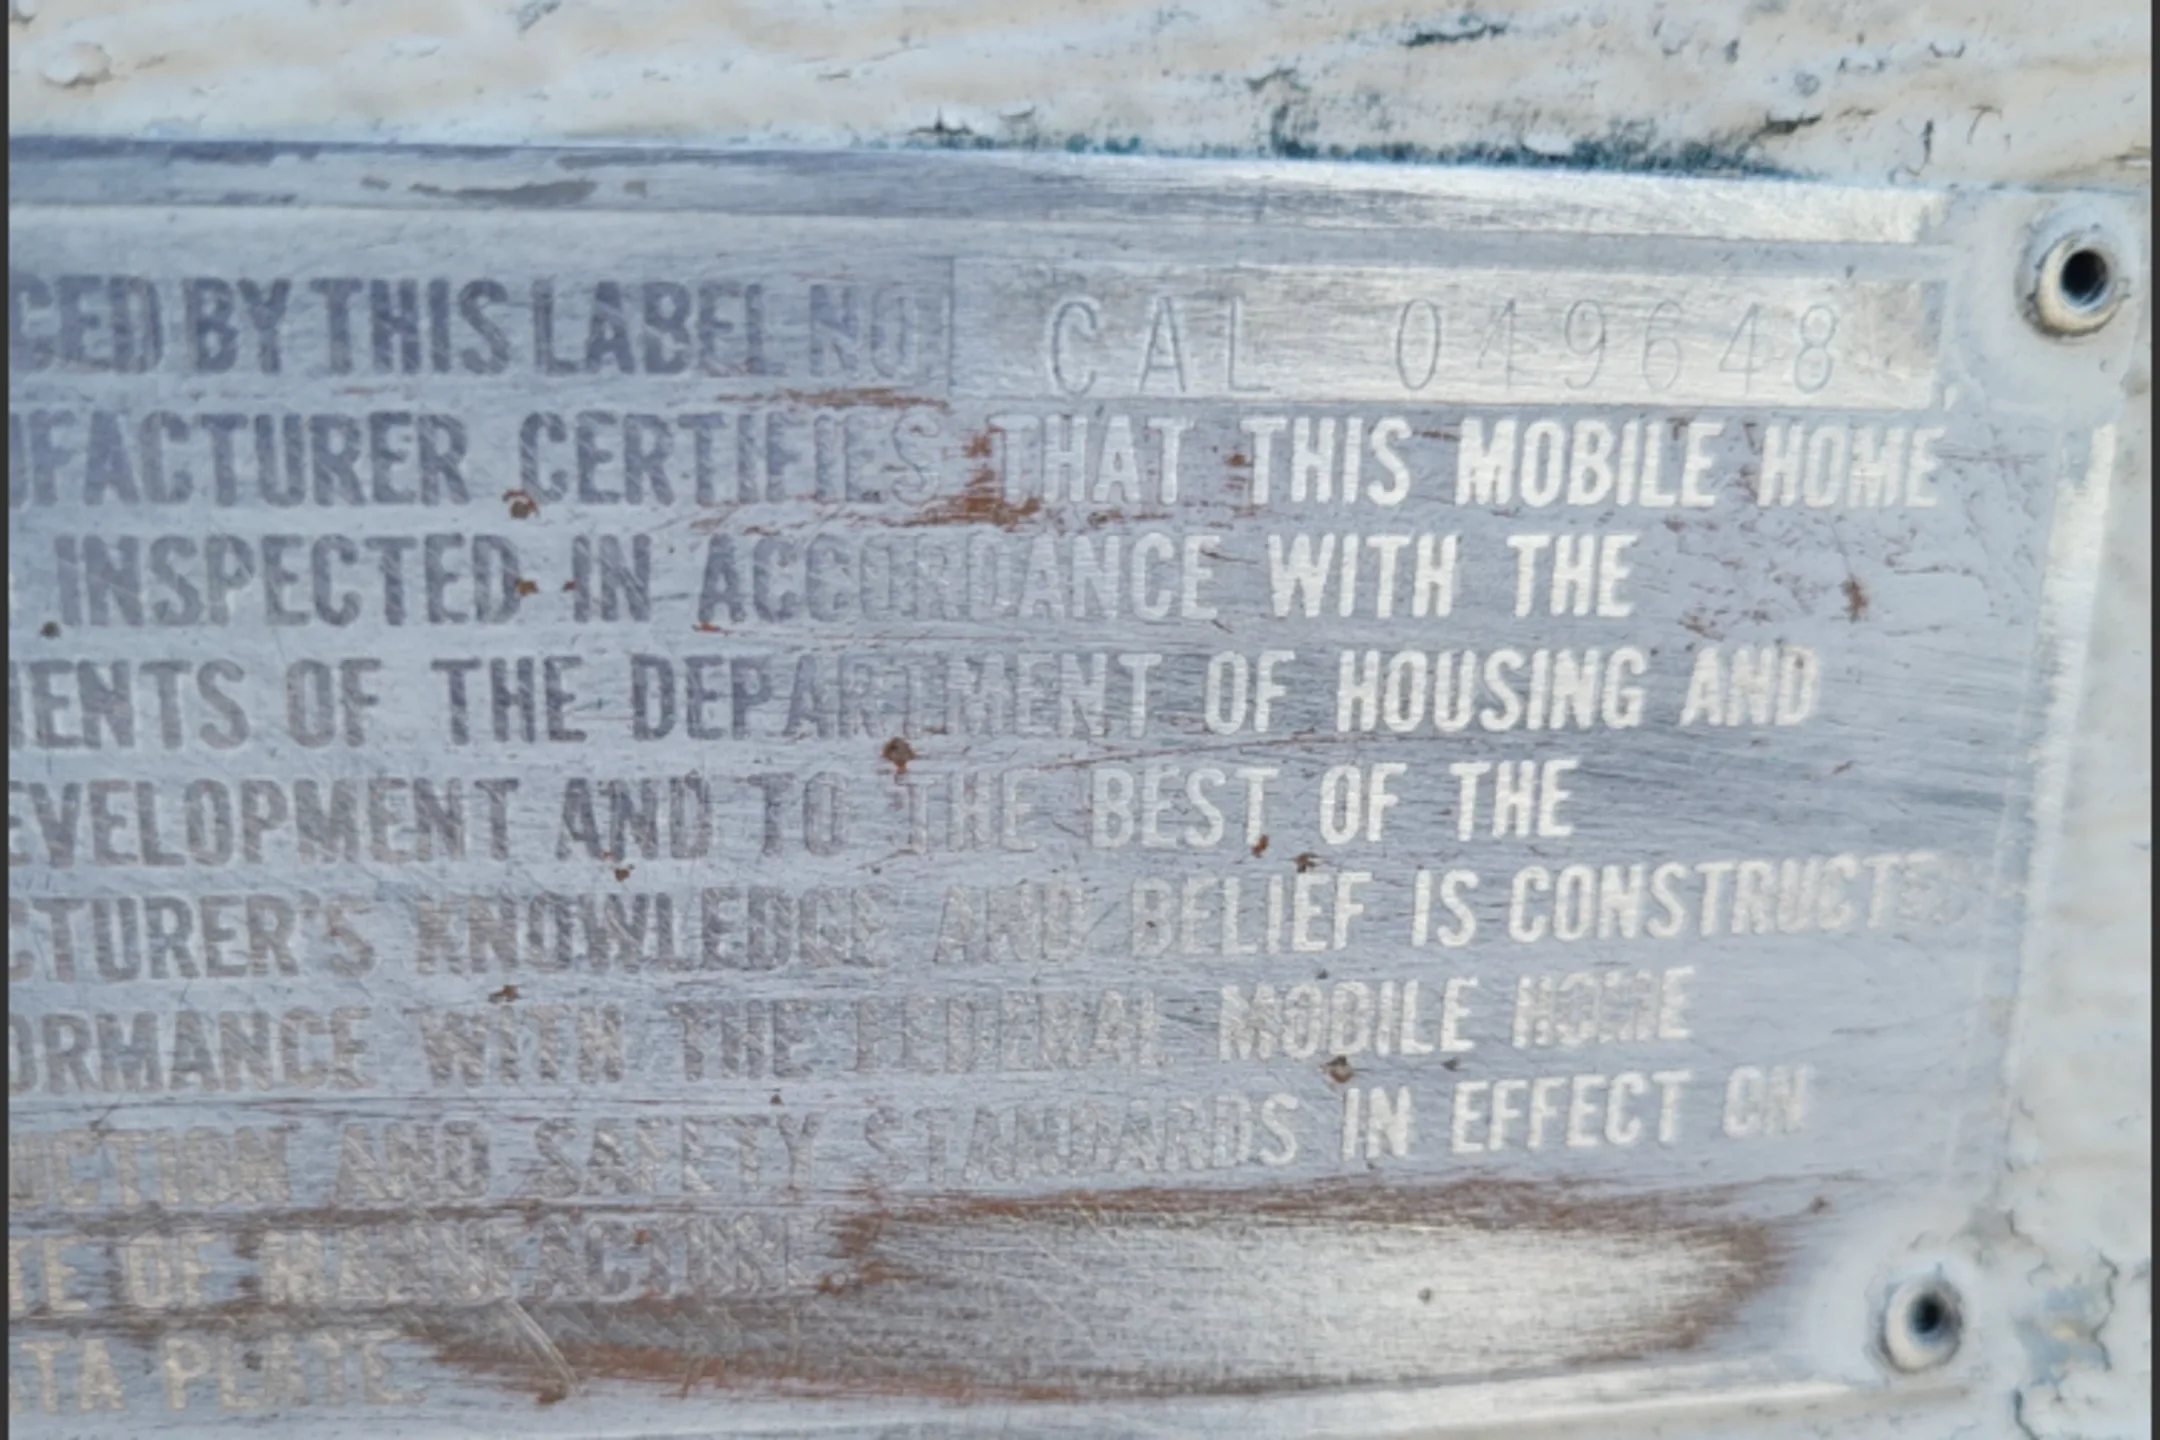 CED BY THIS LABEL NO. CAL 049648
UFACTURER CERTIFIES THAT THIS MOBILE HOME
INSPECTED IN ACCORDANCE WITH THE
MENTS OF THE DEPARTMENT OF HOUSING AND
EVELOPMENT AND TO THE BEST OF THE
CTURER'S KNOWLEDGE AND BELIEF IS CONSTRUCTED
ORMANCE WITH THE FEDERAL MOBILE HOME
UCTION AND SAFETY STANDARDS IN EFFECT ON
TE OF MANUFACTURE
ATA PLATE.